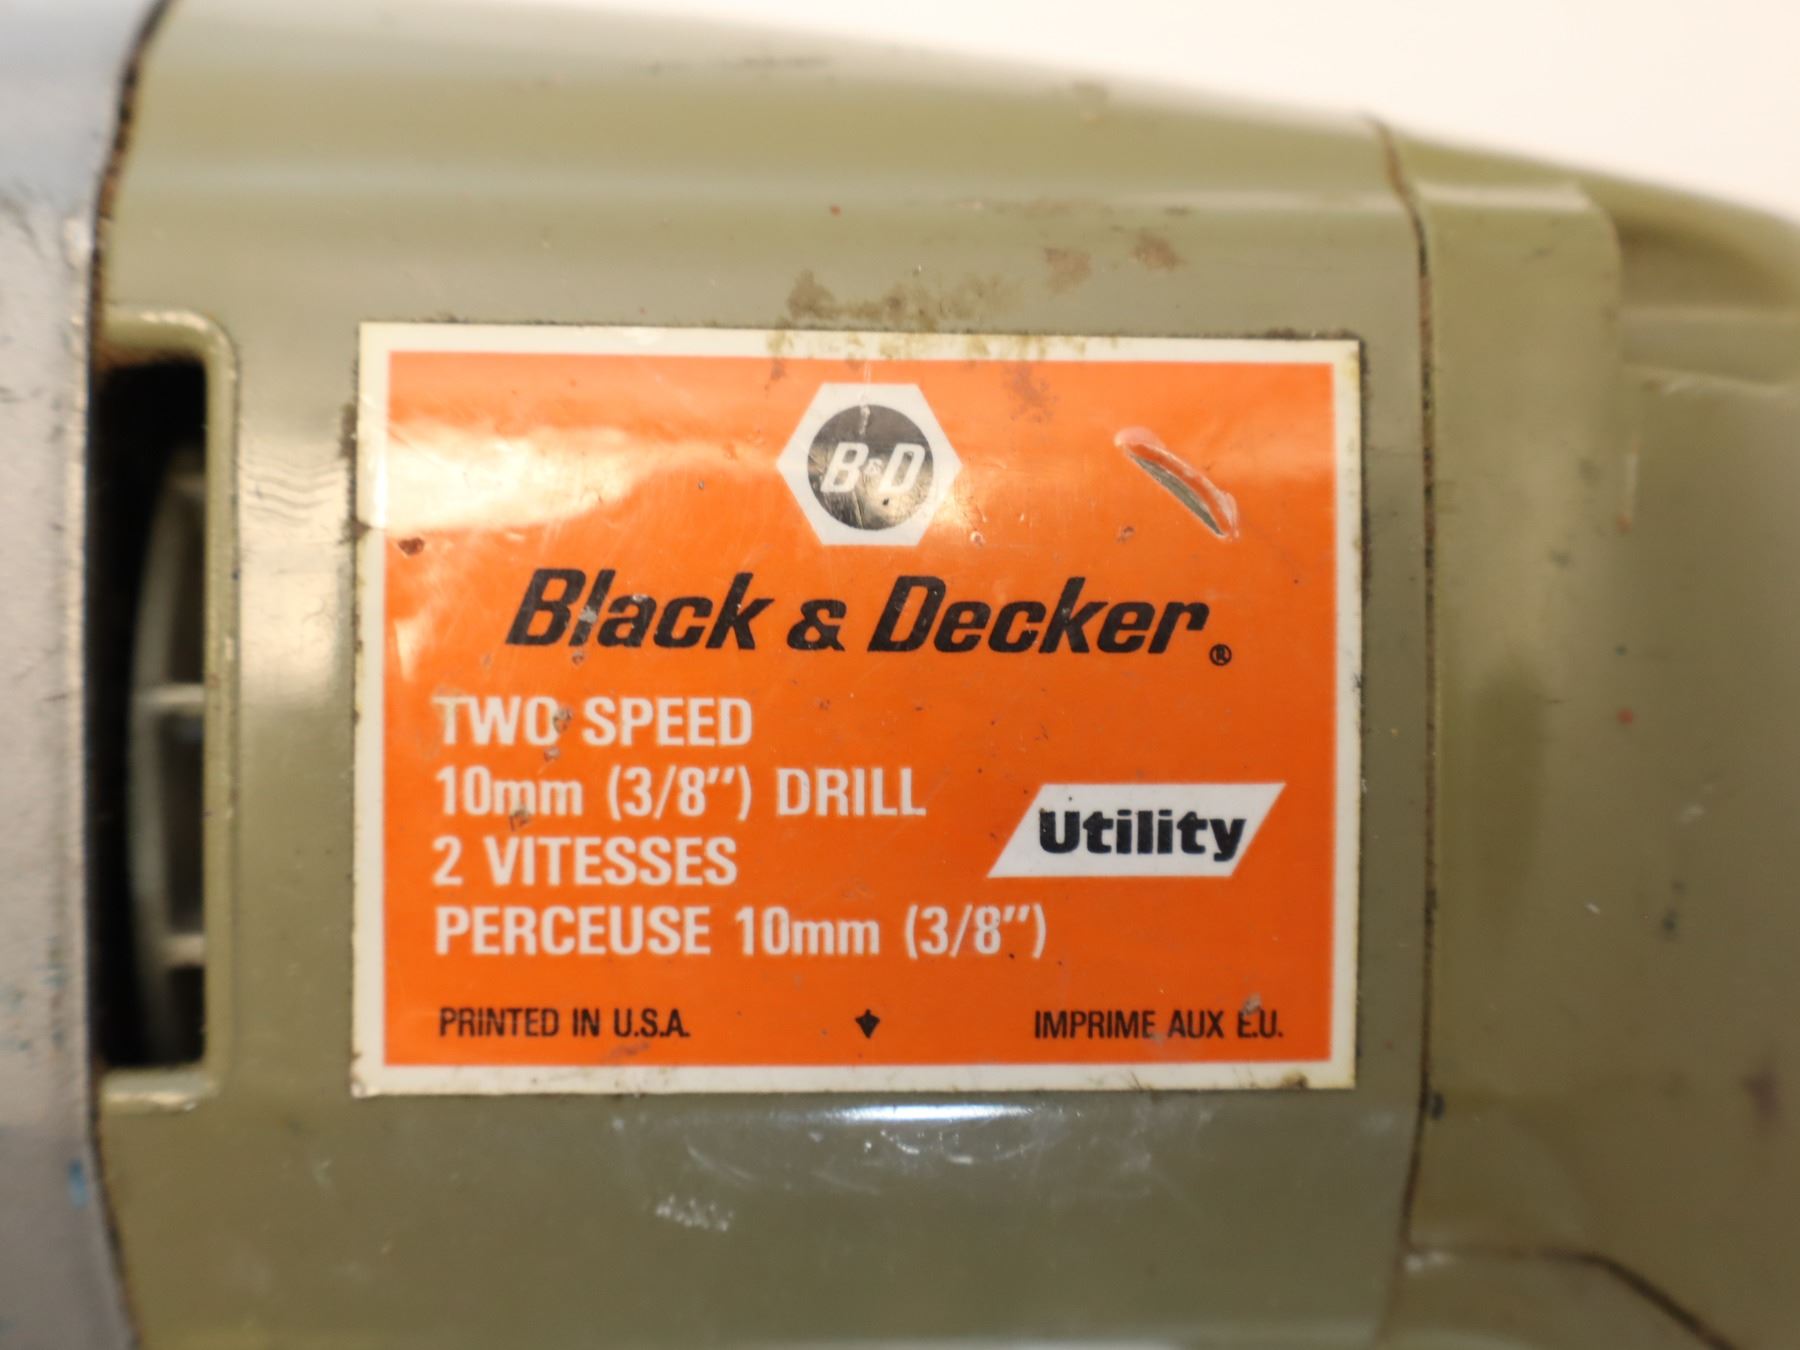 B&D
Black & Decker®
TWO SPEED
10mm (3/8") DRILL
2 VITESSES
PERCEUSE 10mm (3/8")
Utility
PRINTED IN U.S.A.
IMPRIME AUX E.U.